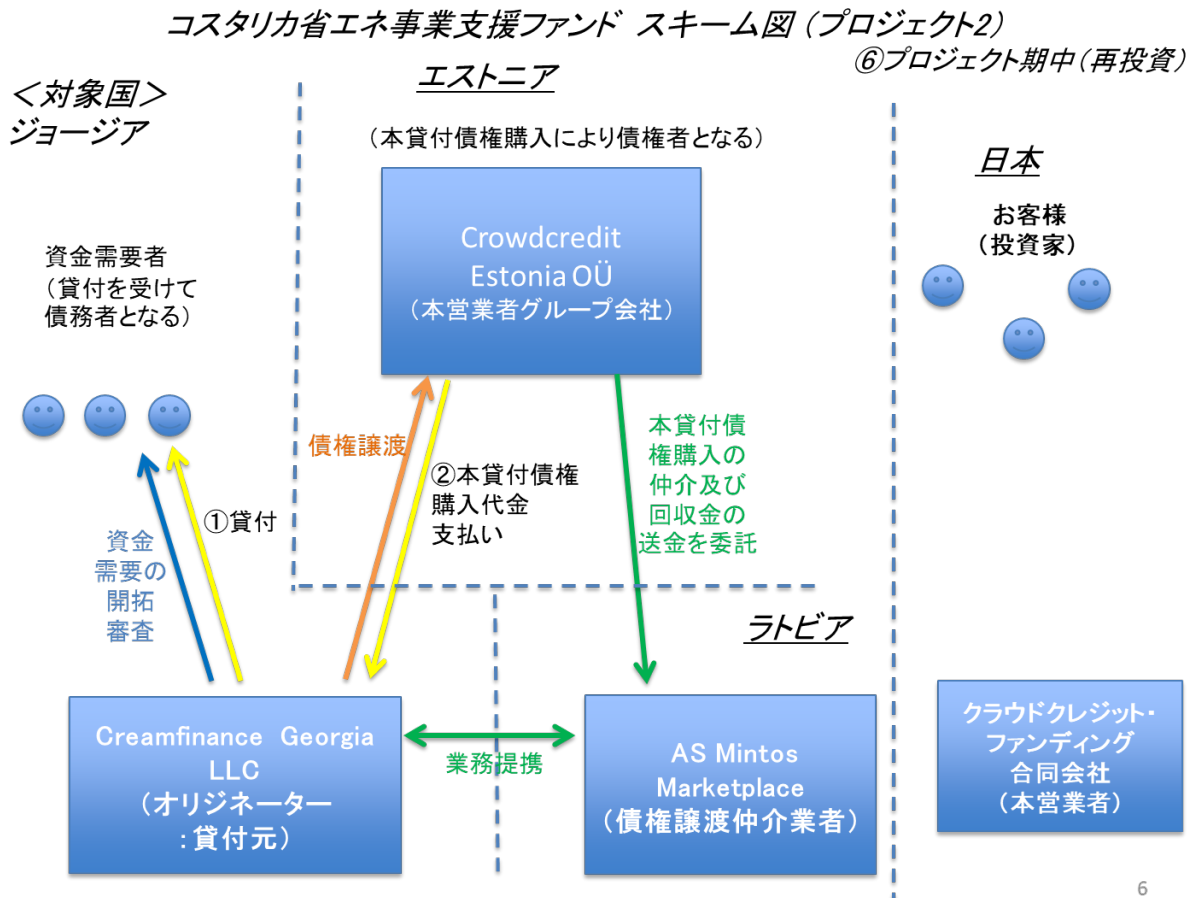 コスタリカ省エネ事業支援ファンド スキーム図（プロジェクト2）
⑥プロジェクト期中（再投資）
＜対象国＞
ジョージア
エストニア
（本貸付債権購入により債権者となる）
日本
お客様
（投資家）
資金需要者
（貸付を受けて
債務者となる）
Crowdcredit
Estonia OÜ
（本営業者グループ会社）
債権譲渡
②本貸付債権
購入代金
支払い
本貸付債
権購入の
仲介及び
回収金の
送金を委託
①貸付
資金
需要の
開拓
審査
ラトビア
Creamfinance Georgia
LLC
（オリジネーター
：貸付元）
業務提携
AS Mintos
Marketplace
（債権譲渡仲介業者）
クラウドクレジット・
ファンディング
合同会社
（本営業者）
6